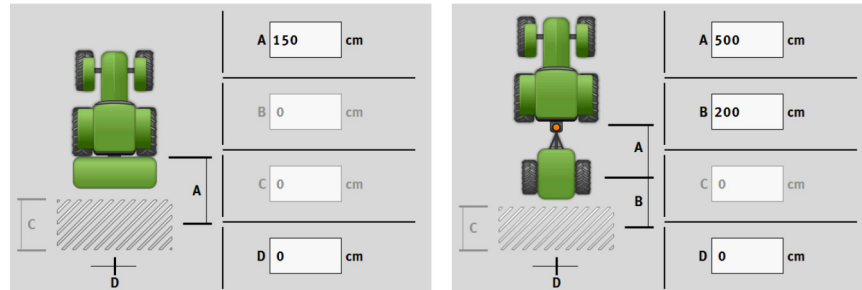 A 150 cm
B 0 cm
A
C 0 cm
C
D 0 cm
D
A 500 cm
B 200 cm
A
C 0 cm
B
C
D 0 cm
D